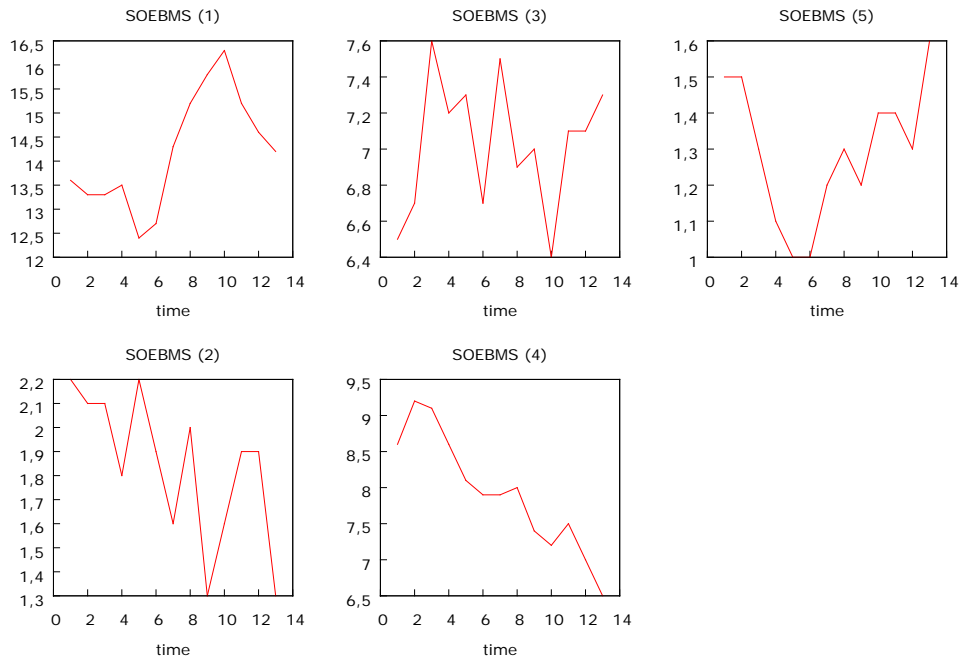 SOEBMS (1)
16,5
16
15,5
15
14,5
14
13,5
13
12,5
12
0 2 4 6 8 10 12 14
time
SOEBMS (3)
7,6
7,4
7,2
7
6,8
6,6
6,4
0 2 4 6 8 10 12 14
time
SOEBMS (5)
1,6
1,5
1,4
1,3
1,2
1,1
1
0 2 4 6 8 10 12 14
time
SOEBMS (2)
2,2
2,1
2
1,9
1,8
1,7
1,6
1,5
1,4
1,3
0 2 4 6 8 10 12 14
time
SOEBMS (4)
9,5
9
8,5
8
7,5
7
6,5
0 2 4 6 8 10 12 14
time